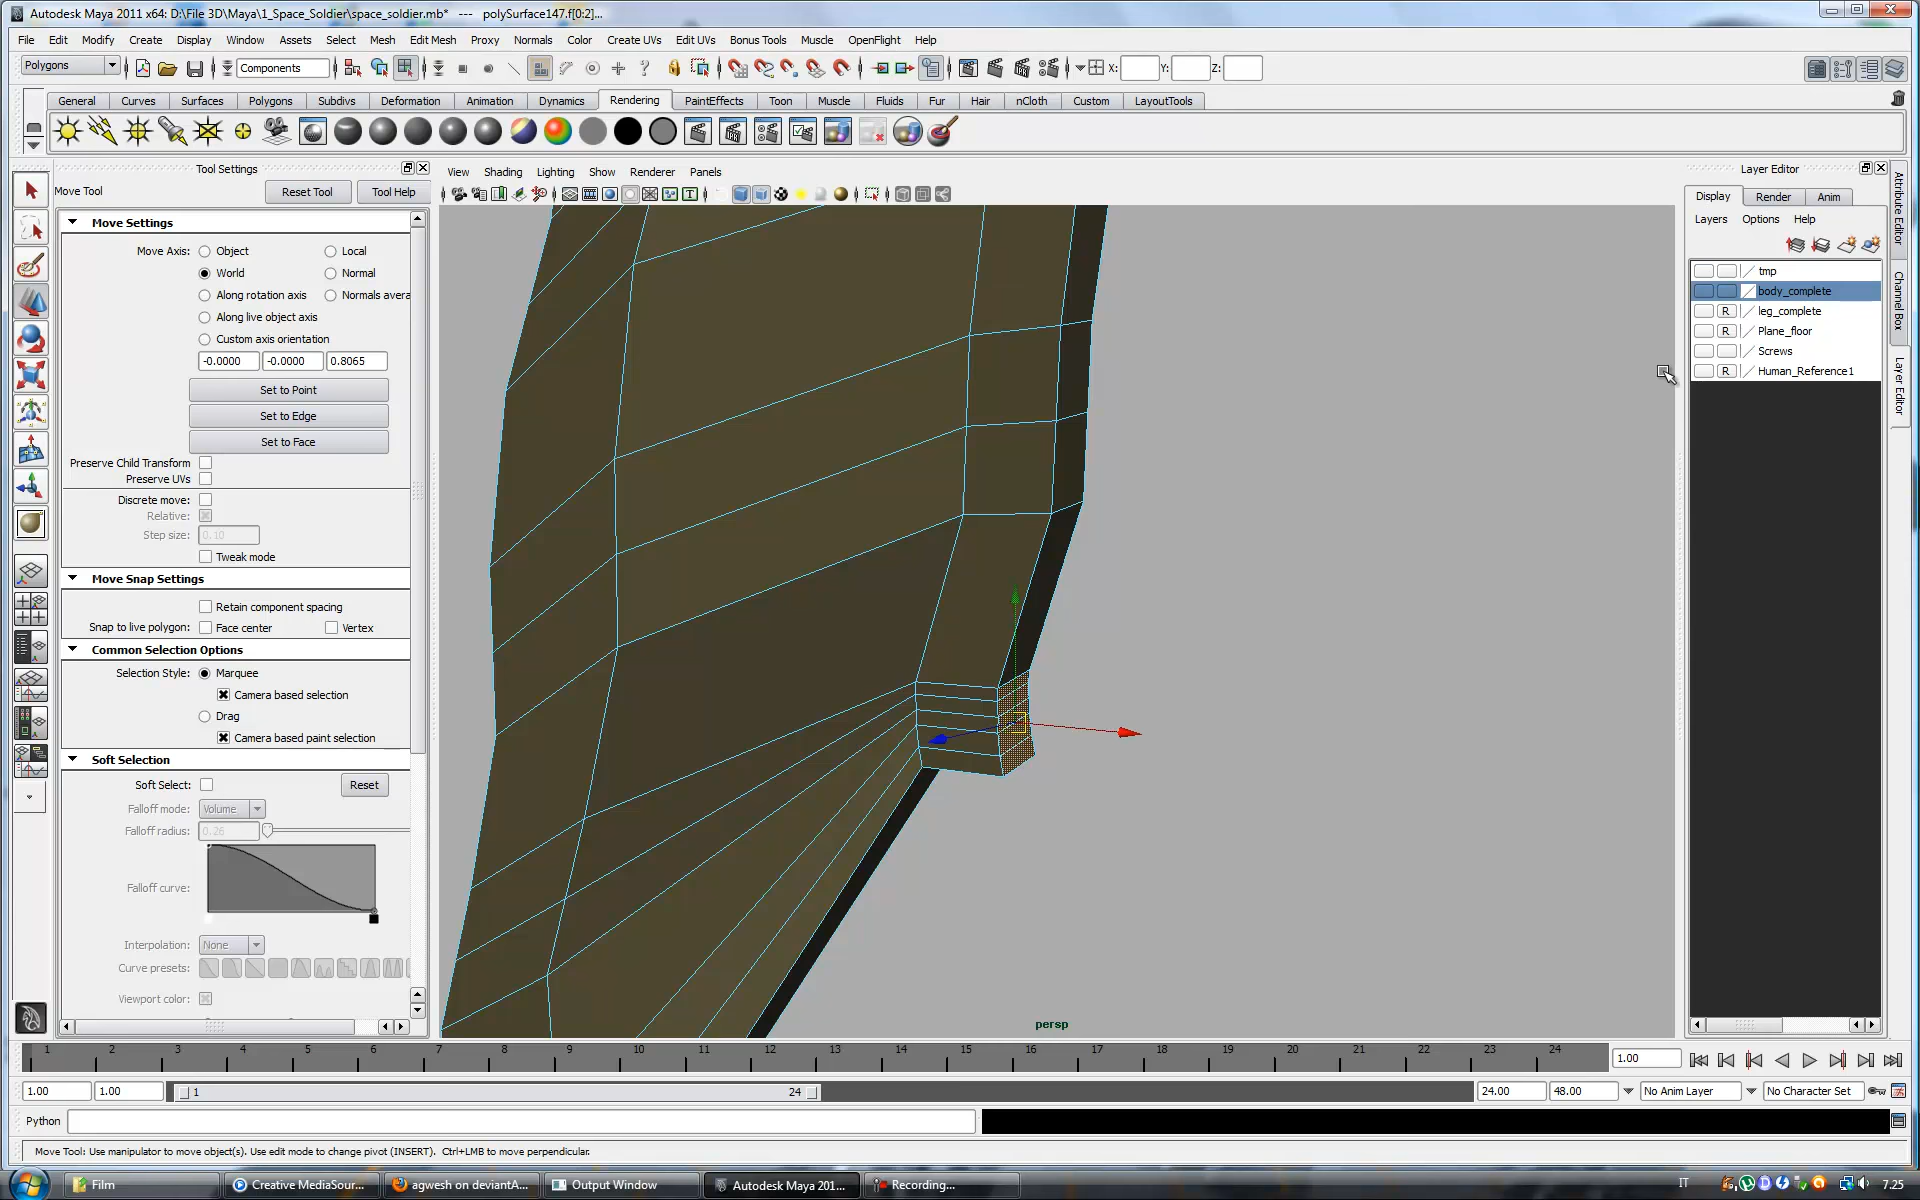 Autodesk Maya 2011 x64: D:\File 3D\Maya\1_Space_Soldier\space_soldier.mb* --- polySurface147.f[0:2]...
File Edit Modify Create Display Window Assets Select Mesh Edit Mesh Proxy Normals Color Create UVs Edit UVs Bonus Tools Muscle OpenFlight Help
Polygons Components X: Y: Z:
General Curves Surfaces Polygons Subdivs Deformation Animation Dynamics Rendering PaintEffects Toon Muscle Fluids Fur Hair nCloth Custom LayoutTools
Tool Settings
Move Tool Reset Tool Tool Help
Move Settings
Move Axis: Object Local
World Normal
Along rotation axis Normals avera
Along live object axis
Custom axis orientation
-0.0000 -0.0000 0.8065
Set to Point
Set to Edge
Set to Face
Preserve Child Transform
Preserve UVs
Discrete move:
Relative:
Step size: 0.10
Tweak mode
Move Snap Settings
Retain component spacing
Snap to live polygon: Face center Vertex
Common Selection Options
Selection Style: Marquee
Camera based selection
Drag
Camera based paint selection
Soft Selection
Soft Select: Reset
Falloff mode: Volume
Falloff radius: 0.26
Falloff curve:
Interpolation: None
Curve presets:
Viewport color:
View Shading Lighting Show Renderer Panels
persp
Layer Editor
Display Render Anim
Layers Options Help
tmp
body_complete
R leg_complete
R Plane_floor
Screws
R Human_Reference1
Attribute Editor
Channel Box
Layer Editor
1 2 3 4 5 6 7 8 9 10 11 12 13 14 15 16 17 18 19 20 21 22 23 24 1.00
1.00 1.00 1 24 24.00 48.00 No Anim Layer No Character Set
Python
Move Tool: Use manipulator to move object(s). Use edit mode to change pivot (INSERT). Ctrl+LMB to move perpendicular.
Film Creative MediaSour... agwesh on deviantA... Output Window Autodesk Maya 201... Recording... IT 7.25